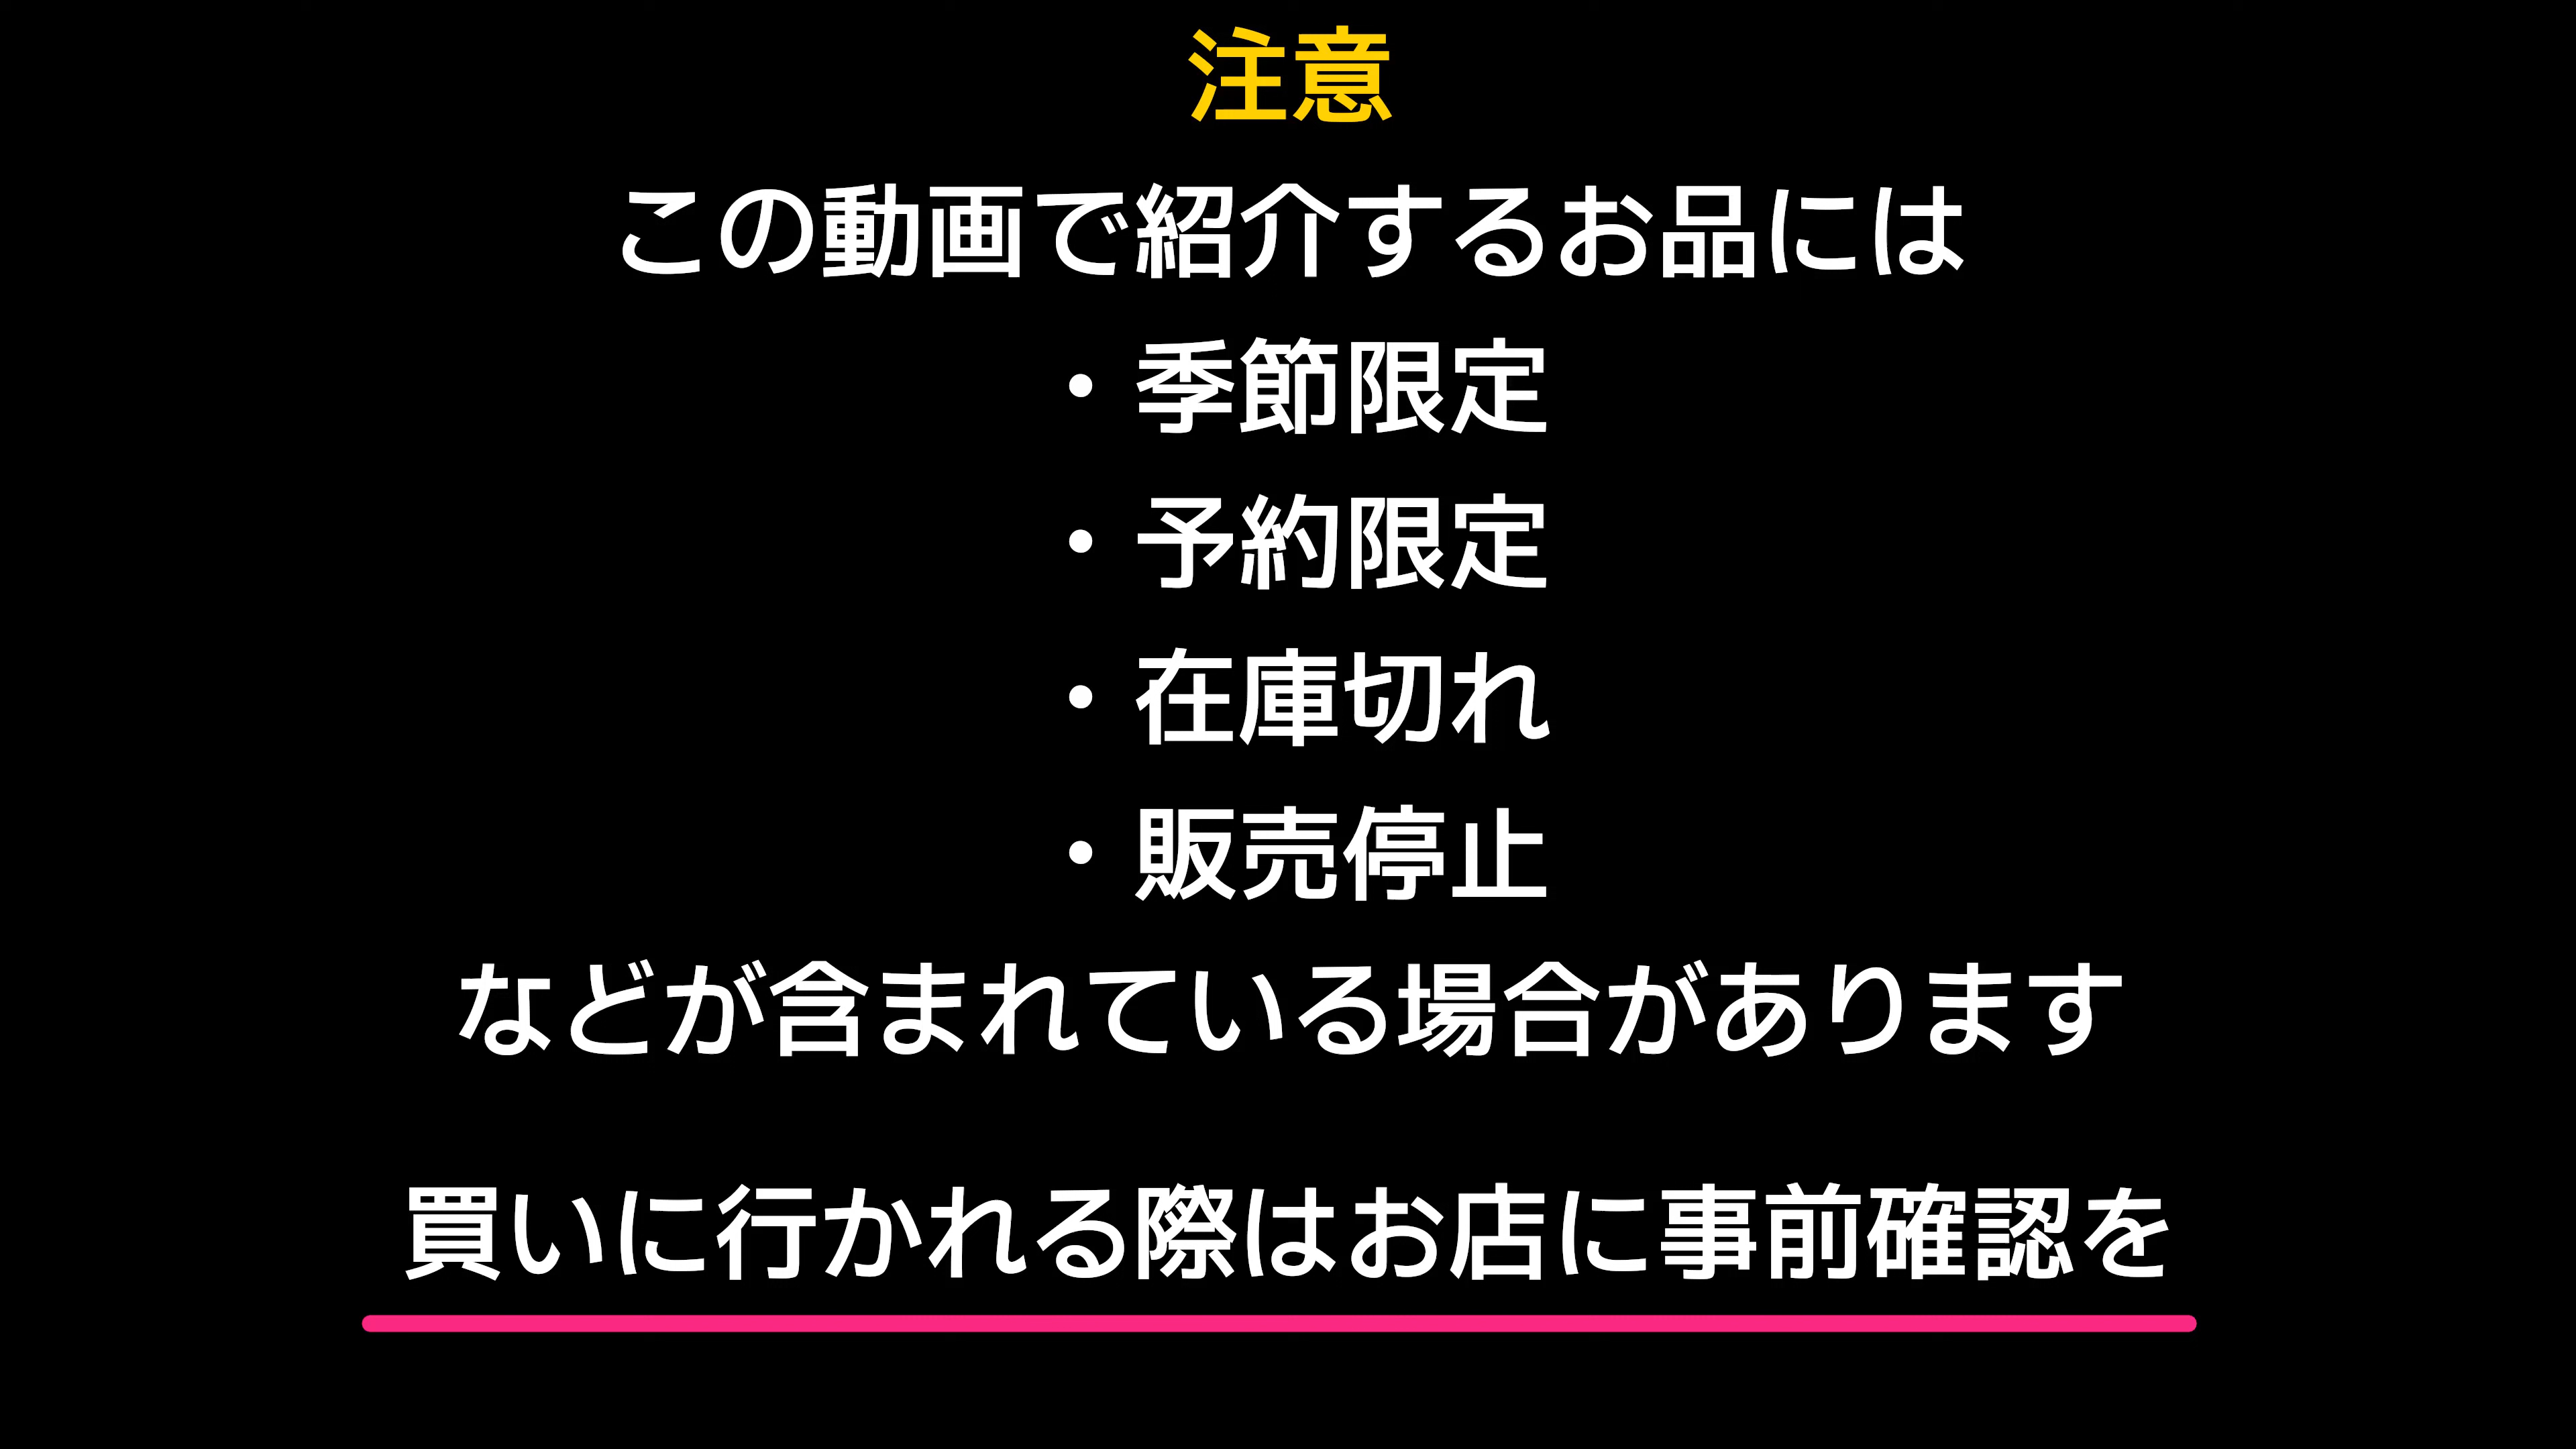 注意
この動画で紹介するお品には
・季節限定
・予約限定
・在庫切れ
・販売停止
などが含まれている場合があります
買いに行かれる際はお店に事前確認を